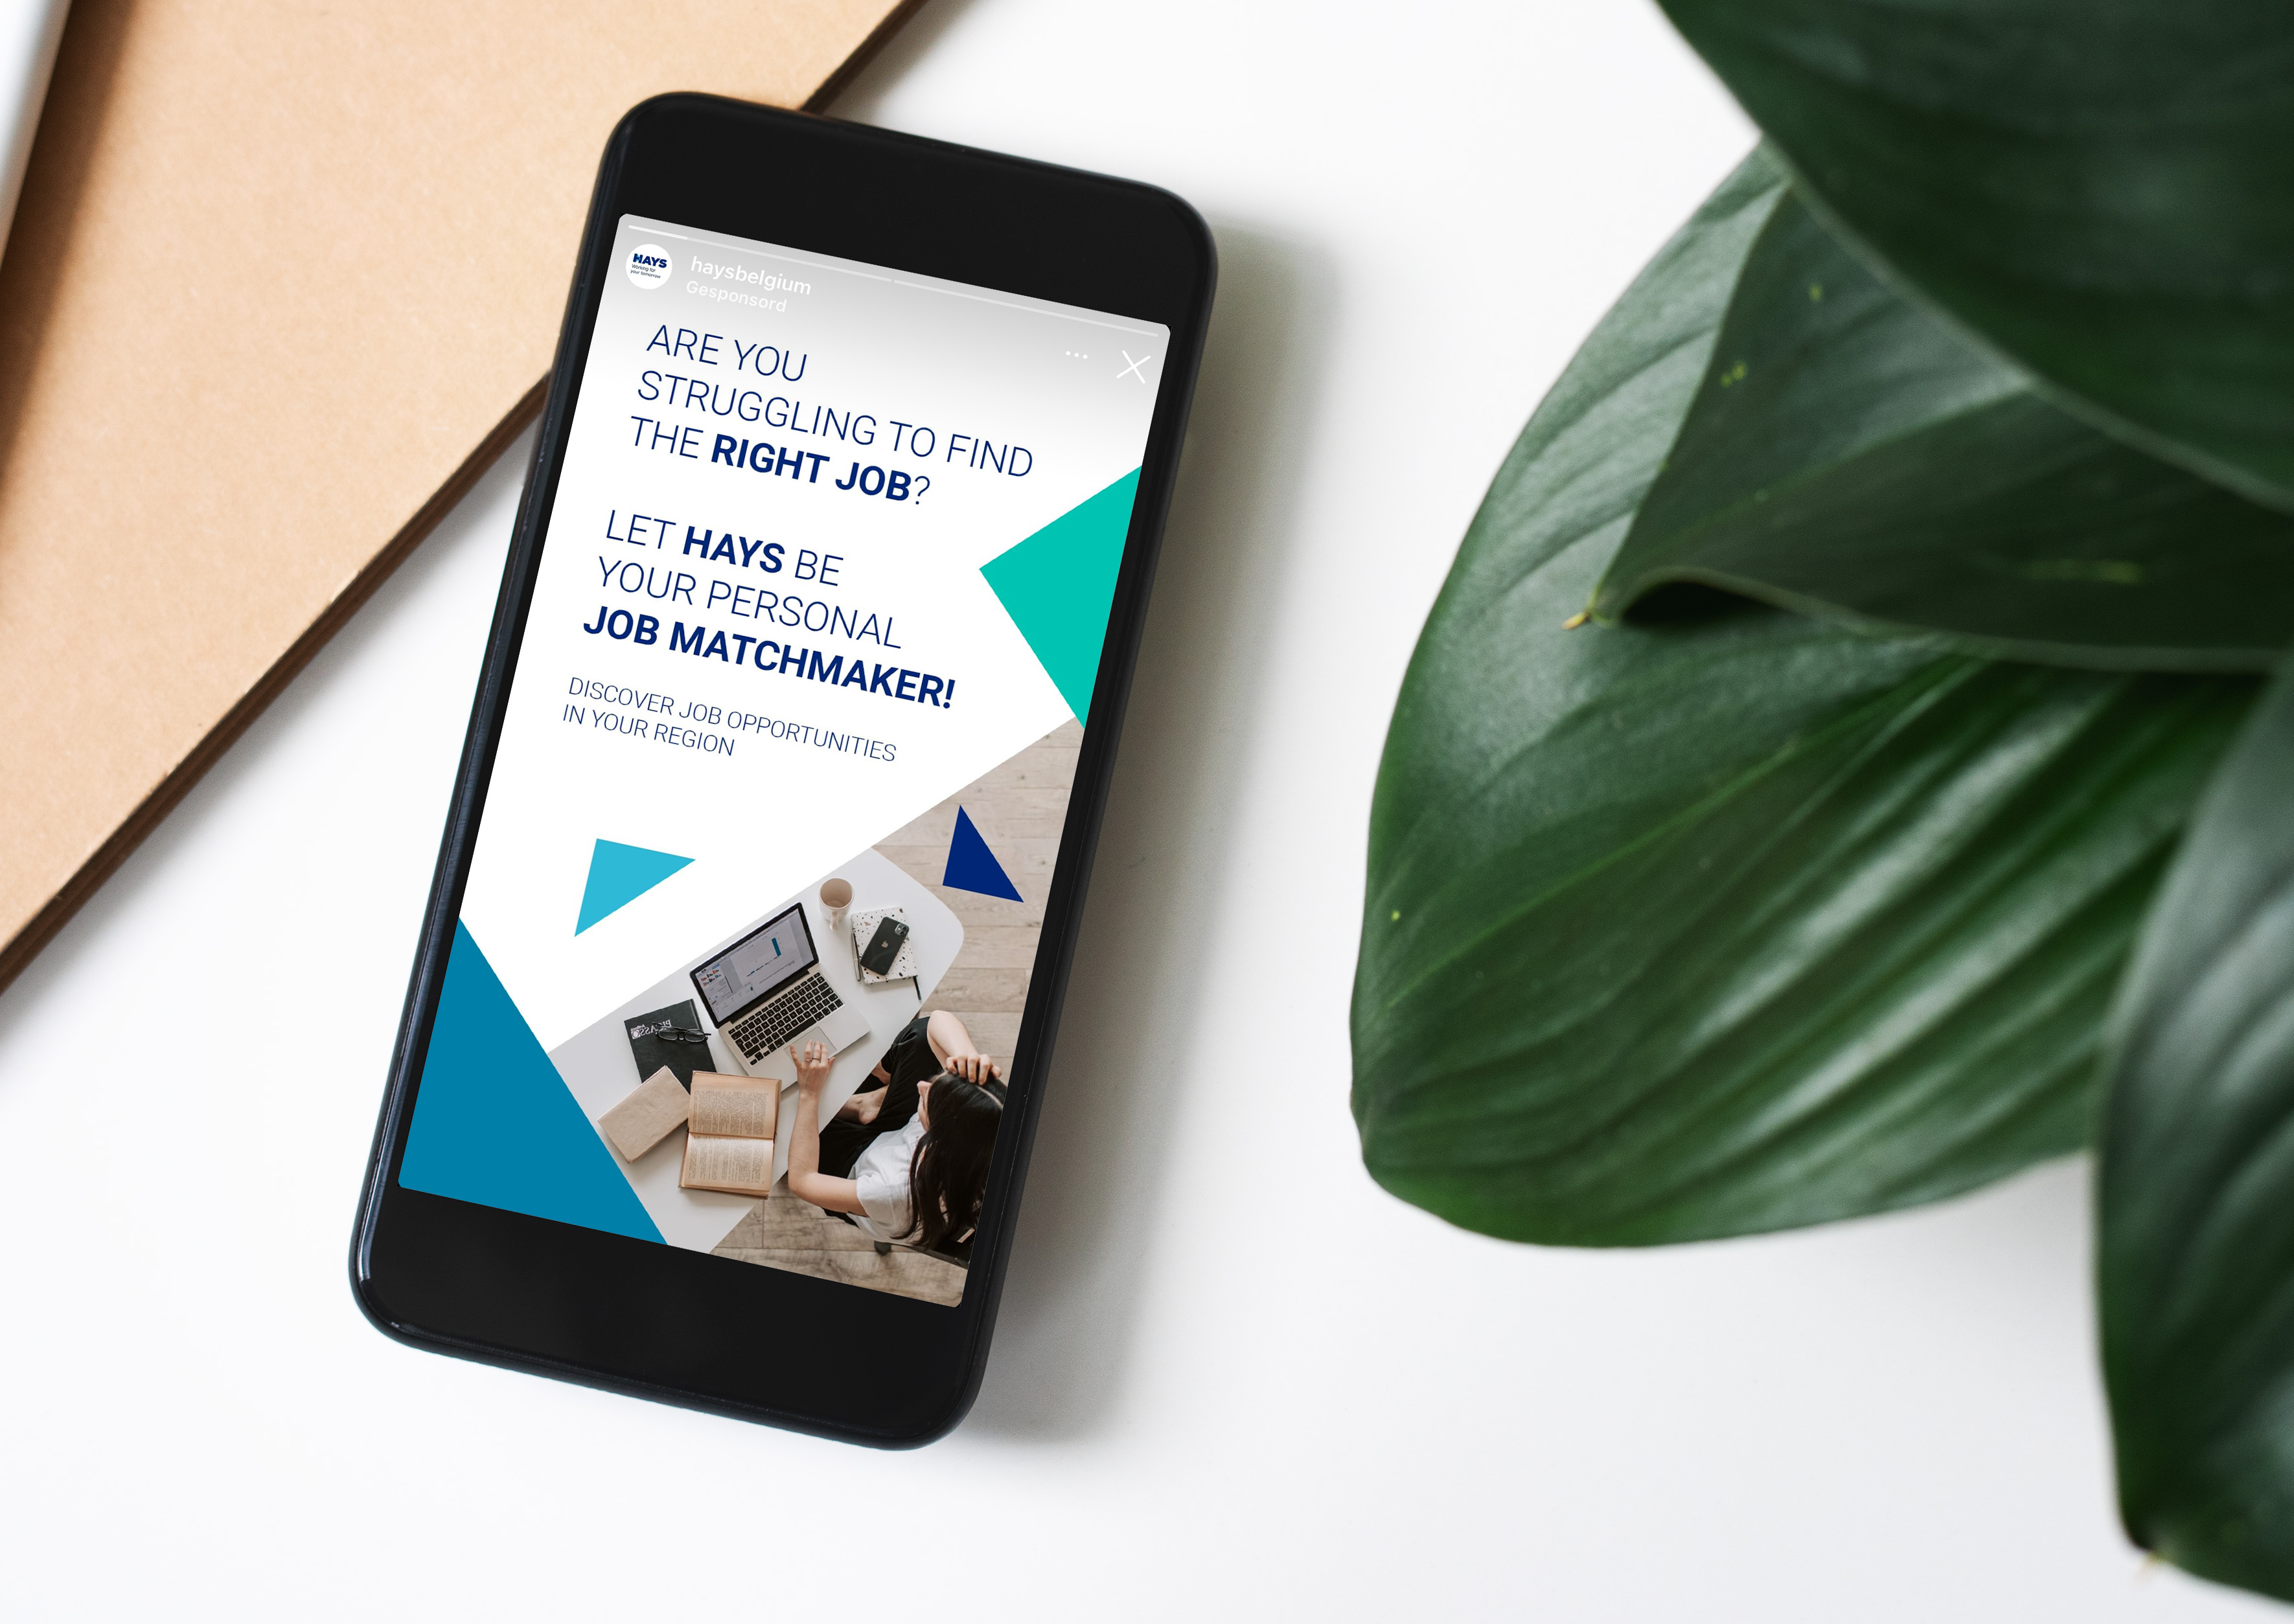 HAYS
Working for
your tomorrow
haysbelgium
Gesponsord
ARE YOU
STRUGGLING TO FIND
THE RIGHT JOB?
LET HAYS BE
YOUR PERSONAL
JOB MATCHMAKER!
DISCOVER JOB OPPORTUNITIES
IN YOUR REGION